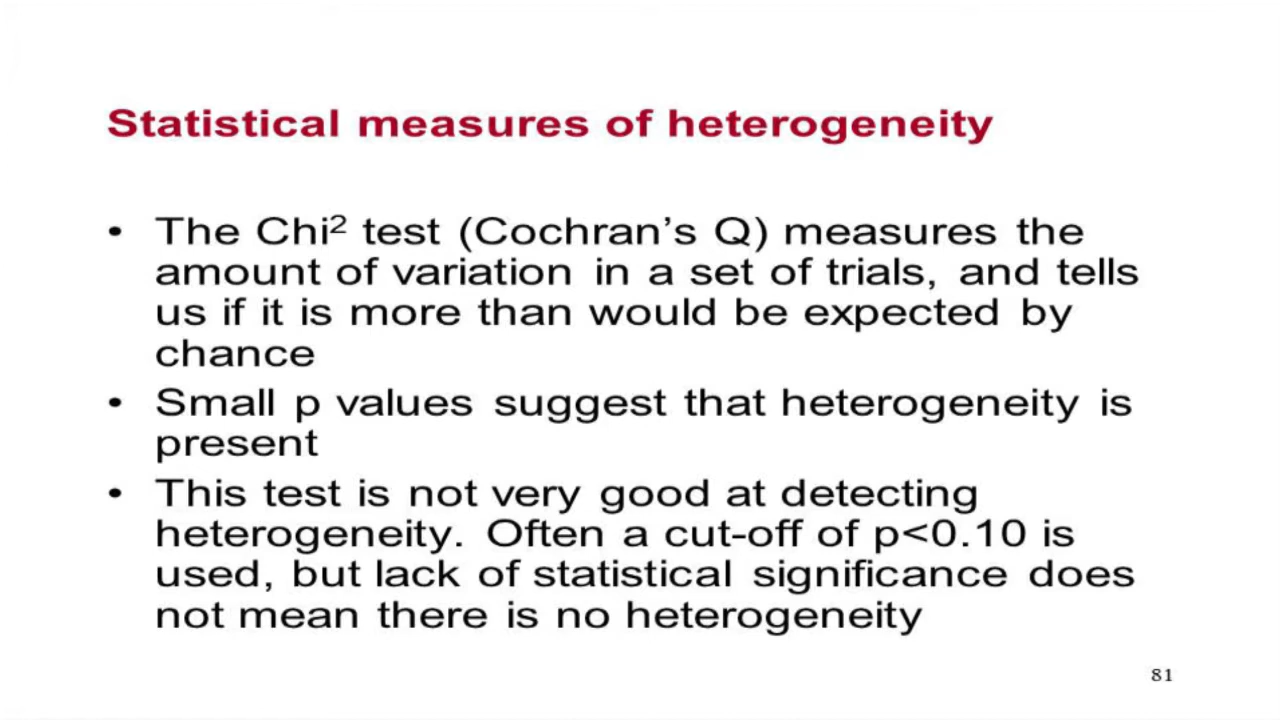 Statistical measures of heterogeneity
• The Chi² test (Cochran’s Q) measures the
amount of variation in a set of trials, and tells
us if it is more than would be expected by
chance
• Small p values suggest that heterogeneity is
present
• This test is not very good at detecting
heterogeneity. Often a cut-off of p<0.10 is
used, but lack of statistical significance does
not mean there is no heterogeneity
81